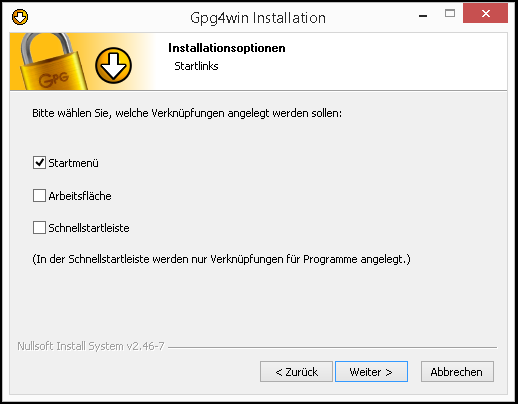 Gpg4win Installation
GPG
Installationsoptionen
Startlinks
Bitte wählen Sie, welche Verknüpfungen angelegt werden sollen:
Startmenü
Arbeitsfläche
Schnellstartleiste
(In der Schnellstartleiste werden nur Verknüpfungen für Programme angelegt.)
Nullsoft Install System v2.46-7
< Zurück
Weiter >
Abbrechen